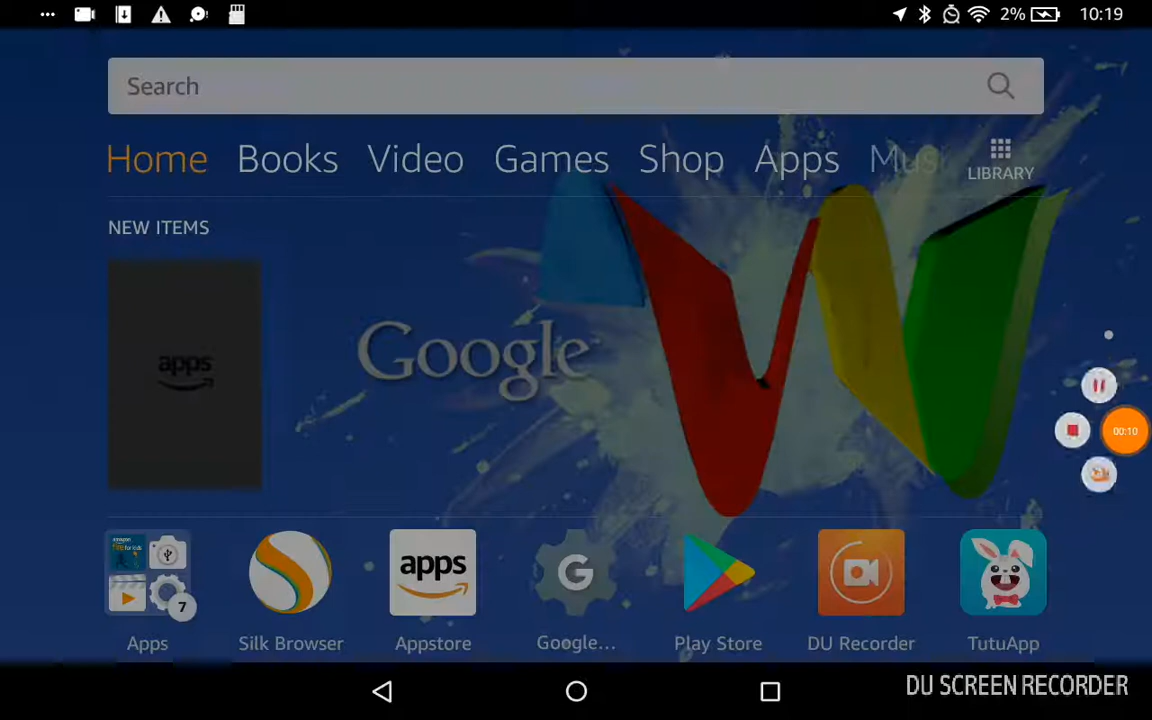 2% 10:19
Search
Home Books Video Games Shop Apps Mus LIBRARY
NEW ITEMS
apps
Google
00:10
apps G
7
Apps Silk Browser Appstore Google... Play Store DU Recorder TutuApp
DU SCREEN RECORDER